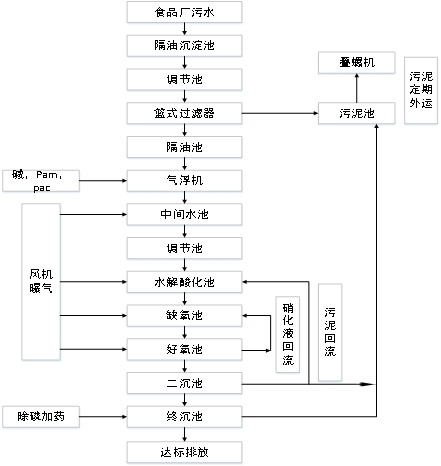 食品厂污水
隔油沉淀池
调节池
篮式过滤器
隔油池
气浮机
中间水池
调节池
水解酸化池
缺氧池
好氧池
二沉池
终沉池
达标排放
碱，Pam，
pac
风机
曝气
除磷加药
叠螺机
污泥池
污泥
定期
外运
硝
化
液
回
流
污
泥
回
流